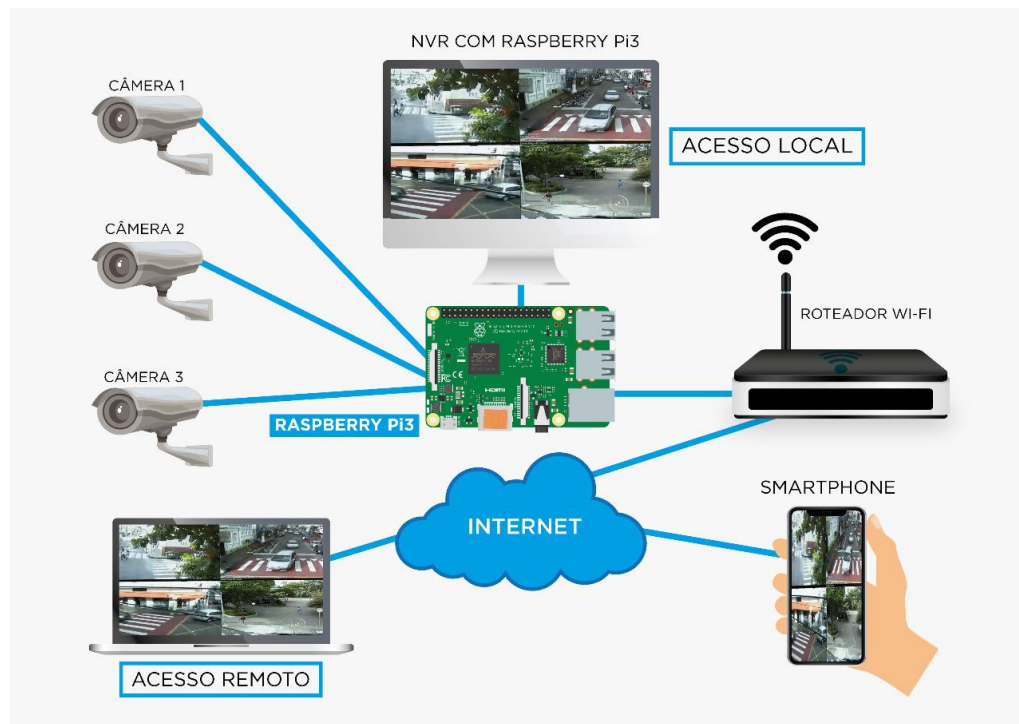 NVR COM RASPBERRY Pi3
CÂMERA 1
ACESSO LOCAL
CÂMERA 2
ROTEADOR WI-FI
CÂMERA 3
HDMI
RASPBERRY Pi3
SMARTPHONE
INTERNET
ACESSO REMOTO